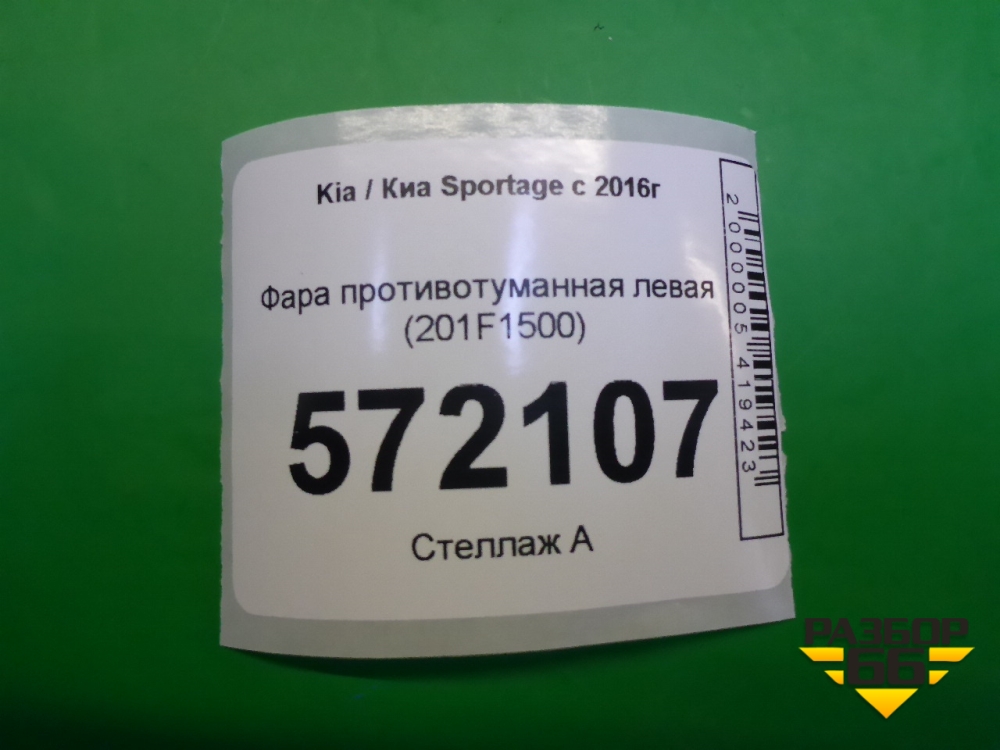 Kia / Киа Sportage с 2016г
Фара противотуманная левая
(201F1500)
572107
Стеллаж А
2000005419423
РАЗБОР
66